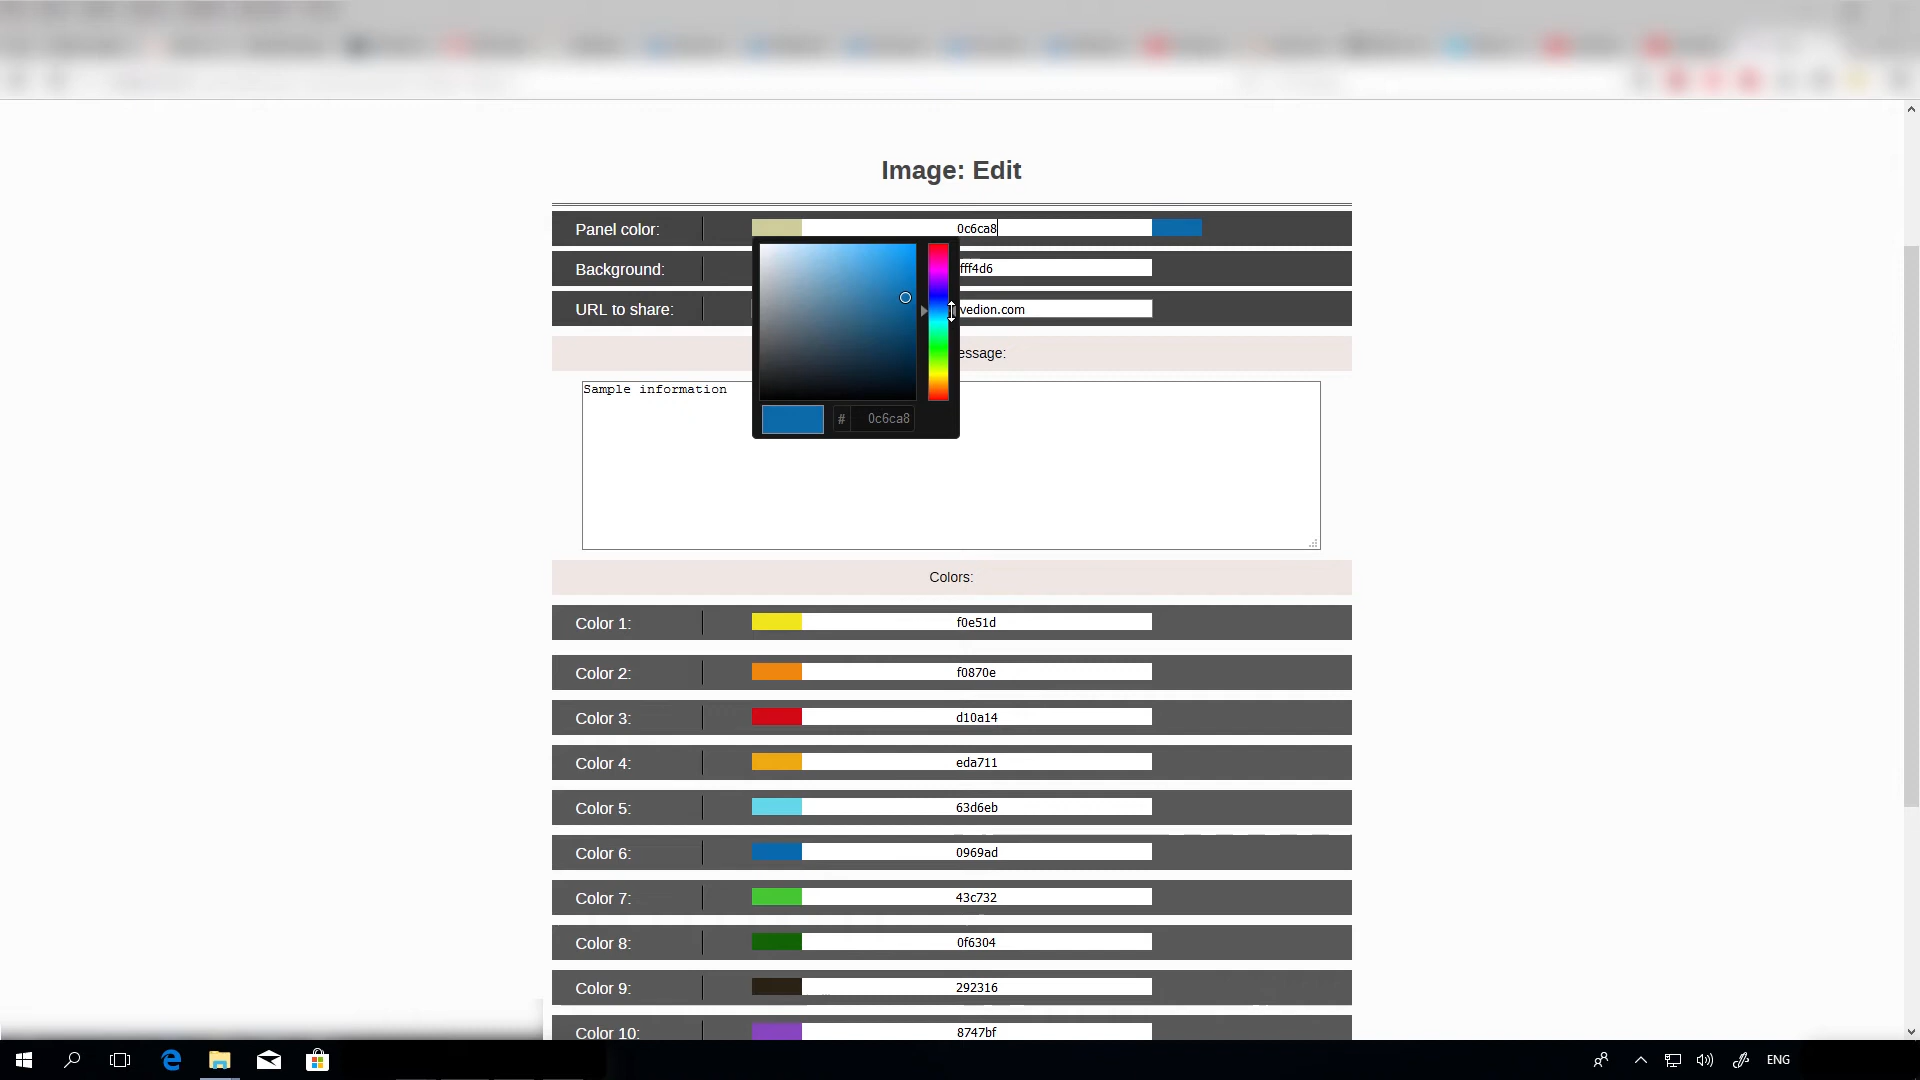 Image: Edit
Panel color: 0c6ca8
Background: fff4d6
URL to share: vedion.com
essage:
Sample information
# 0c6ca8
Colors:
Color 1: f0e51d
Color 2: f0870e
Color 3: d10a14
Color 4: eda711
Color 5: 63d6eb
Color 6: 0969ad
Color 7: 43c732
Color 8: 0f6304
Color 9: 292316
Color 10: 8747bf
ENG